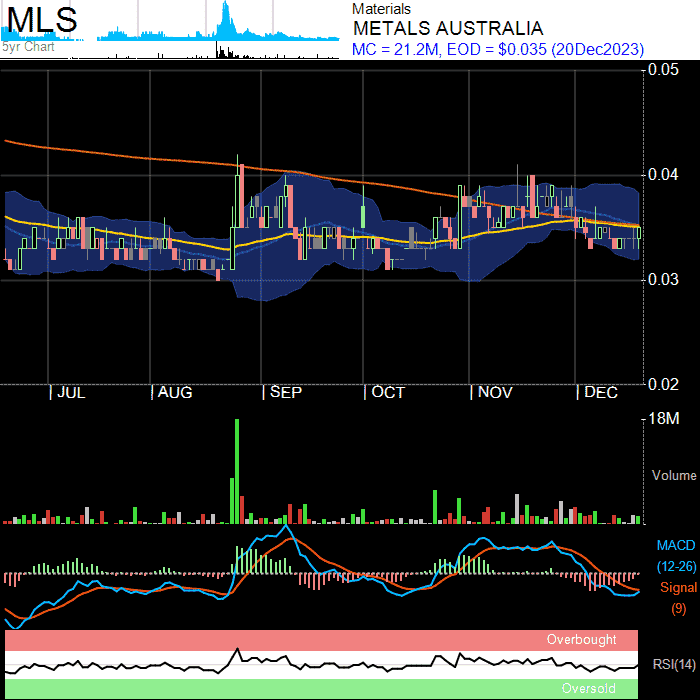 MLS
5yr Chart
Materials
METALS AUSTRALIA
MC = 21.2M, EOD = $0.035 (20Dec2023)
0.05
0.04
0.03
0.02
| JUL | AUG | SEP | OCT | NOV | DEC
18M
Volume
MACD
(12-26)
Signal
(9)
Overbought
RSI(14)
Oversold